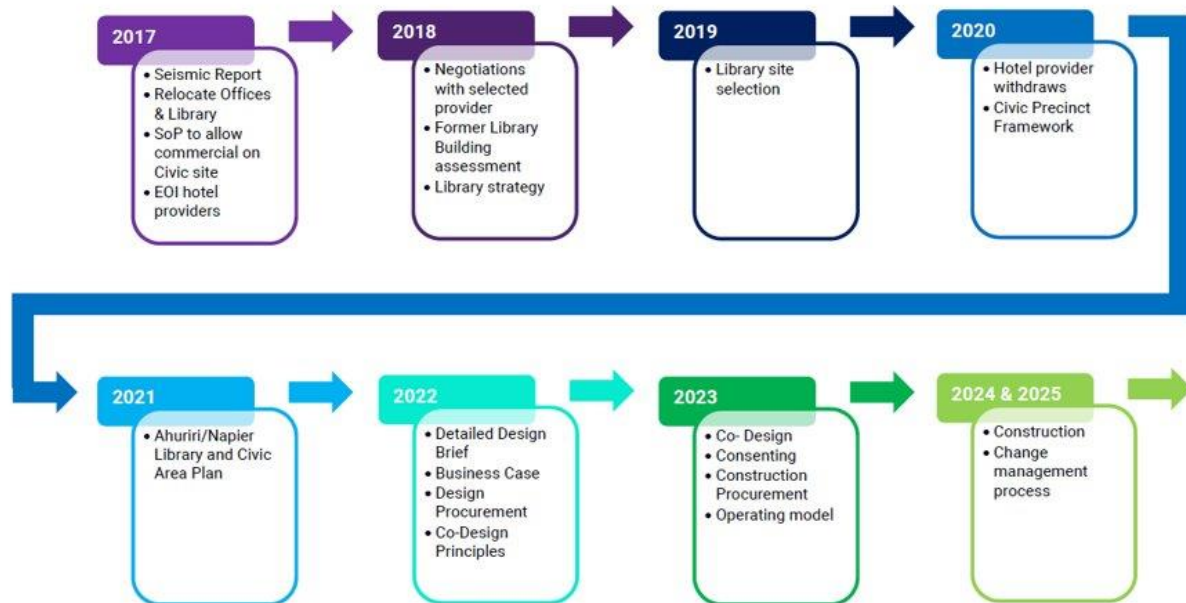 2017
• Seismic Report
• Relocate Offices
& Library
• SoP to allow
commercial on
Civic site
• EOI hotel
providers
2018
• Negotiations
with selected
provider
• Former Library
Building
assessment
• Library strategy
2019
• Library site
selection
2020
• Hotel provider
withdraws
• Civic Precinct
Framework
2021
• Ahuriri/Napier
Library and Civic
Area Plan
2022
• Detailed Design
Brief
• Business Case
• Design
Procurement
• Co-Design
Principles
2023
• Co- Design
• Consenting
• Construction
Procurement
• Operating model
2024 & 2025
• Construction
• Change
management
process